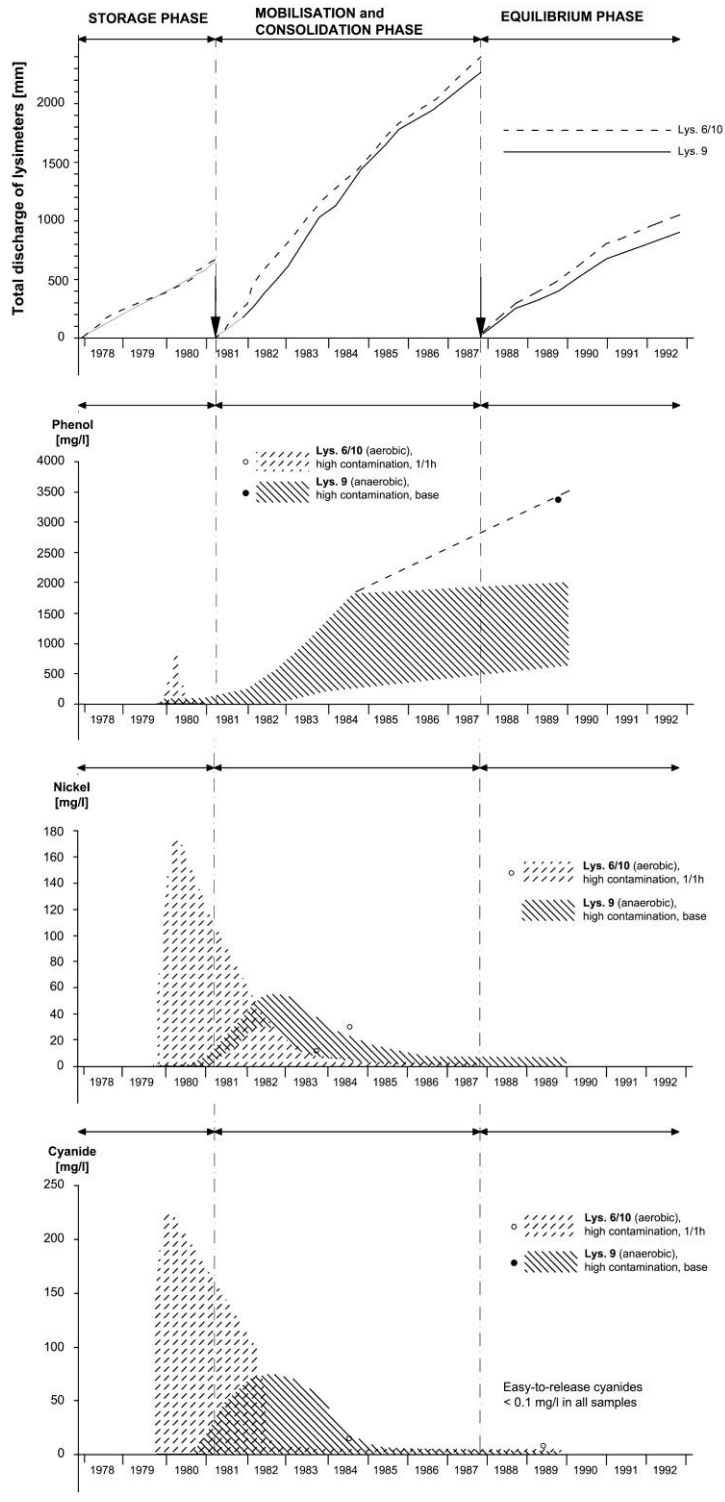 STORAGE PHASE
MOBILISATION and
CONSOLIDATION PHASE
EQUILIBRIUM PHASE
Total discharge of lysimeters [mm]
2000
1500
1000
500
0
Lys. 6/10
Lys. 9
1978 1979 1980 1981 1982 1983 1984 1985 1986 1987 1988 1989 1990 1991 1992
Phenol
[mg/l]
4000
3500
3000
2500
2000
1500
1000
500
0
Lys. 6/10 (aerobic),
high contamination, 1/1h
Lys. 9 (anaerobic),
high contamination, base
1978 1979 1980 1981 1982 1983 1984 1985 1986 1987 1988 1989 1990 1991 1992
Nickel
[mg/l]
180
160
140
120
100
80
60
40
20
0
Lys. 6/10 (aerobic),
high contamination, 1/1h
Lys. 9 (anaerobic),
high contamination, base
1978 1979 1980 1981 1982 1983 1984 1985 1986 1987 1988 1989 1990 1991 1992
Cyanide
[mg/l]
250
200
150
100
50
0
Lys. 6/10 (aerobic),
high contamination, 1/1h
Lys. 9 (anaerobic),
high contamination, base
Easy-to-release cyanides
< 0.1 mg/l in all samples
1978 1979 1980 1981 1982 1983 1984 1985 1986 1987 1988 1989 1990 1991 1992